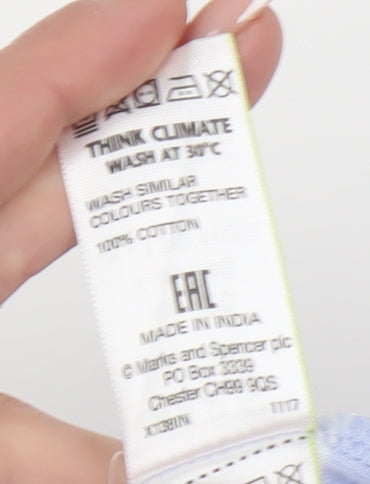 THINK CLIMATE
WASH AT 30°C
WASH SIMILAR
COLOURS TOGETHER
100% COTTON
EAC
MADE IN INDIA
© Marks and Spencer plc
PO Box 3339
Chester CH99 9QS
1117